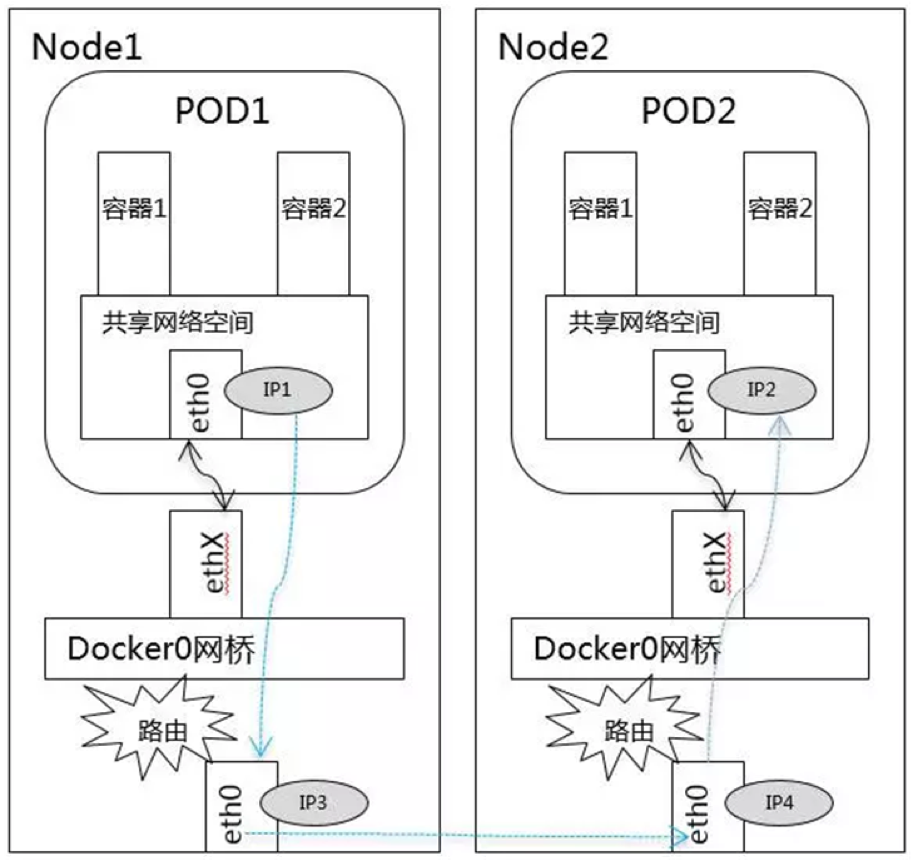 Node1
POD1
容器1
容器2
共享网络空间
eth0
IP1
ethX
Docker0网桥
路由
eth0
IP3
Node2
POD2
容器1
容器2
共享网络空间
eth0
IP2
ethX
Docker0网桥
路由
eth0
IP4